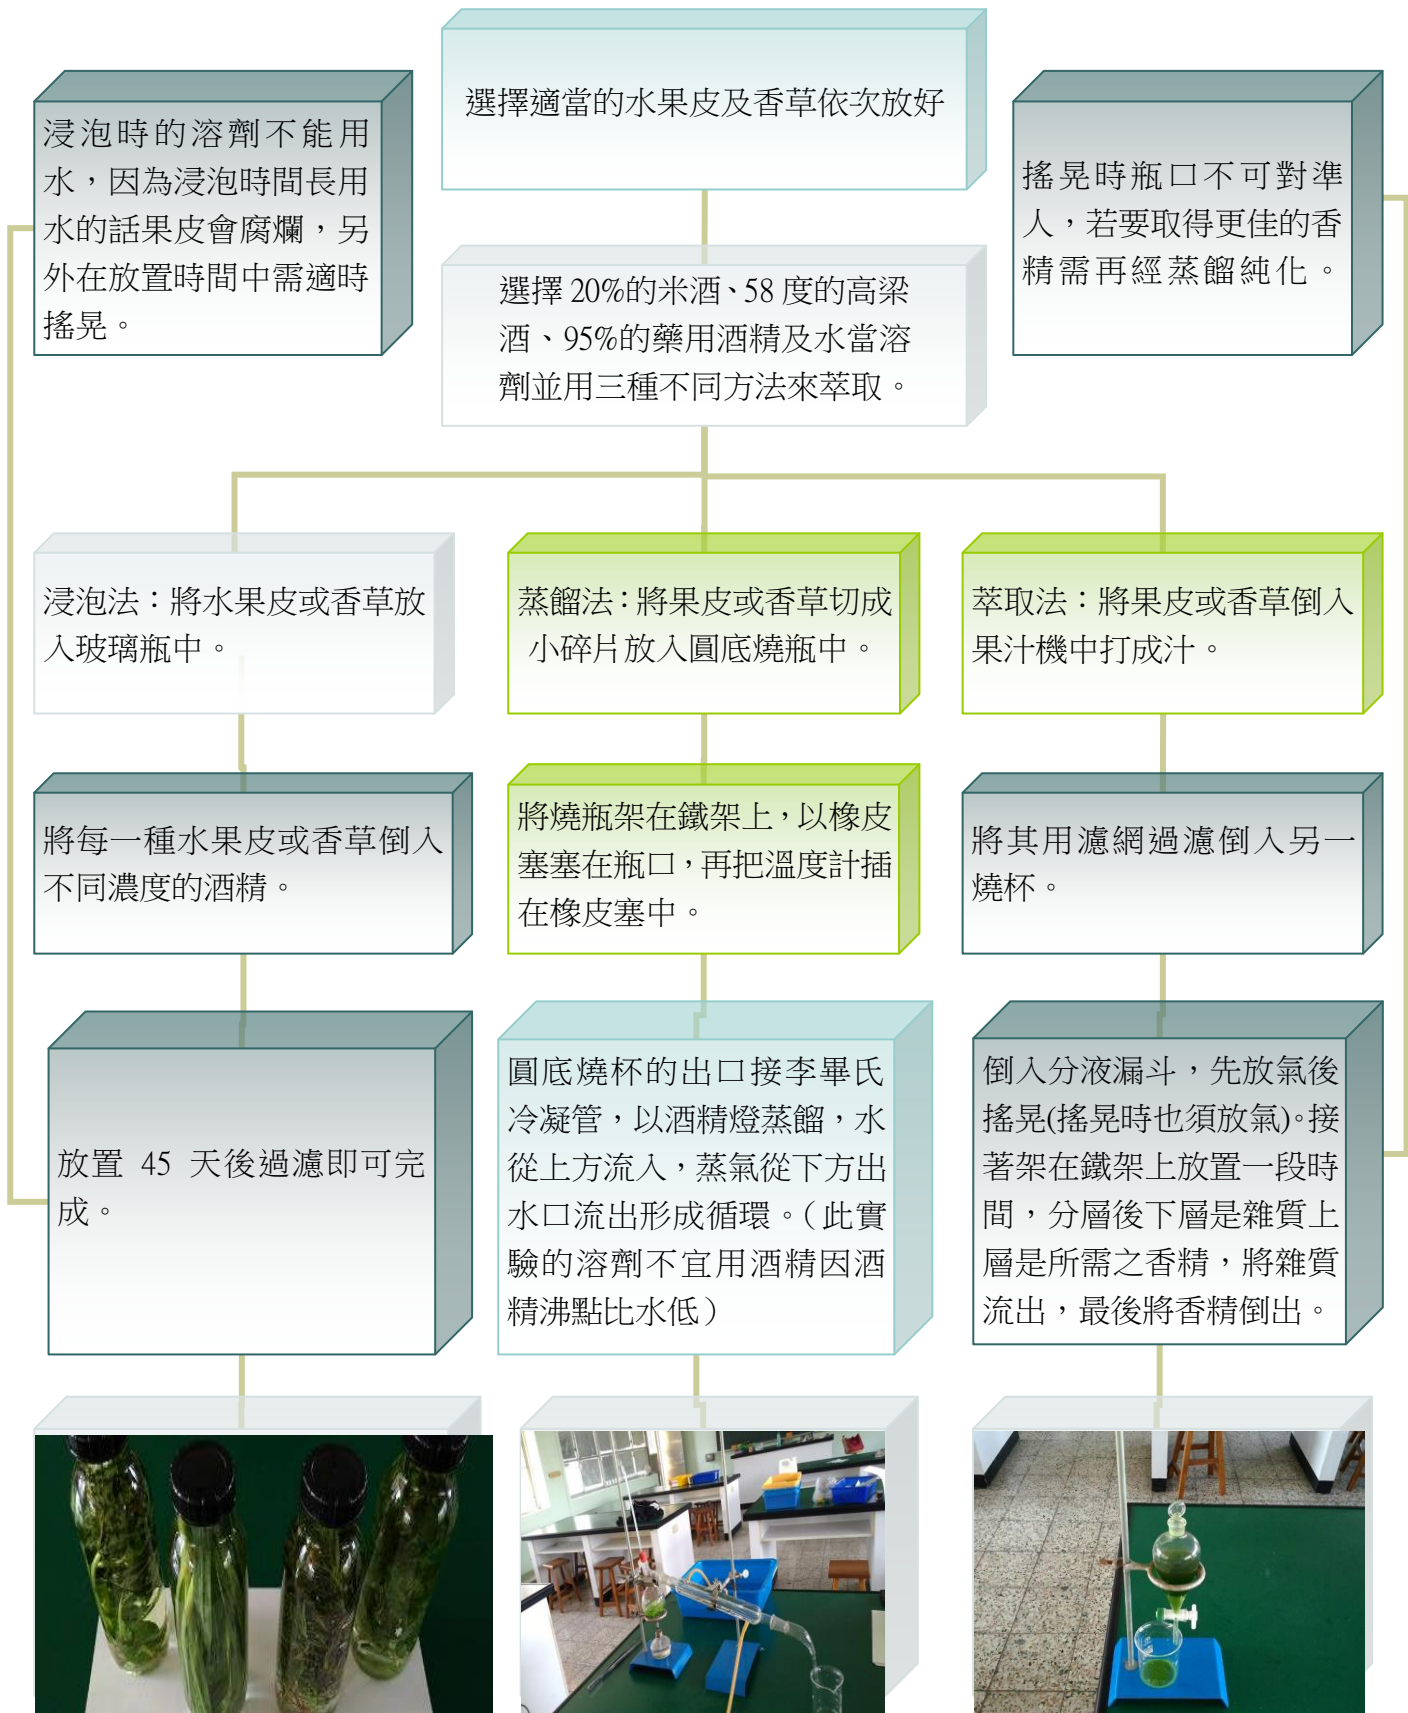 選擇適當的水果皮及香草依次放好
浸泡時的溶劑不能用
水，因為浸泡時間長用
水的話果皮會腐爛，另
外在放置時間中需適時
搖晃。
搖晃時瓶口不可對準
人，若要取得更佳的香
精需再經蒸餾純化。
選擇 20%的米酒、58 度的高梁
酒、95%的藥用酒精及水當溶
劑並用三種不同方法來萃取。
浸泡法：將水果皮或香草放
入玻璃瓶中。
蒸餾法：將果皮或香草切成
小碎片放入圓底燒瓶中。
萃取法：將果皮或香草倒入
果汁機中打成汁。
將每一種水果皮或香草倒入
不同濃度的酒精。
將燒瓶架在鐵架上，以橡皮
塞塞在瓶口，再把溫度計插
在橡皮塞中。
將其用濾網過濾倒入另一
燒杯。
放置 45 天後過濾即可完
成。
圓底燒杯的出口接李畢氏
冷凝管，以酒精燈蒸餾，水
從上方流入，蒸氣從下方出
水口流出形成循環。（此實
驗的溶劑不宜用酒精因酒
精沸點比水低）
倒入分液漏斗，先放氣後
搖晃(搖晃時也須放氣)。接
著架在鐵架上放置一段時
間，分層後下層是雜質上
層是所需之香精，將雜質
流出，最後將香精倒出。